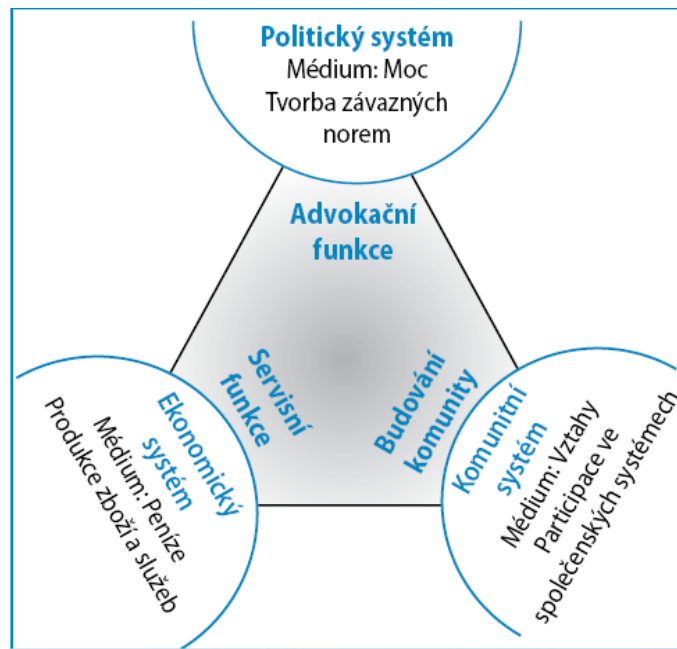 Politický systém
Médium: Moc
Tvorba závazných
norem
Advokační
funkce
Servisní
funkce
Budování
komunity
Ekonomický
systém
Médium: Peníze
Produkce zboží a služeb
Komunitní
systém
Médium: Vztahy
Participace ve
společenských systémech